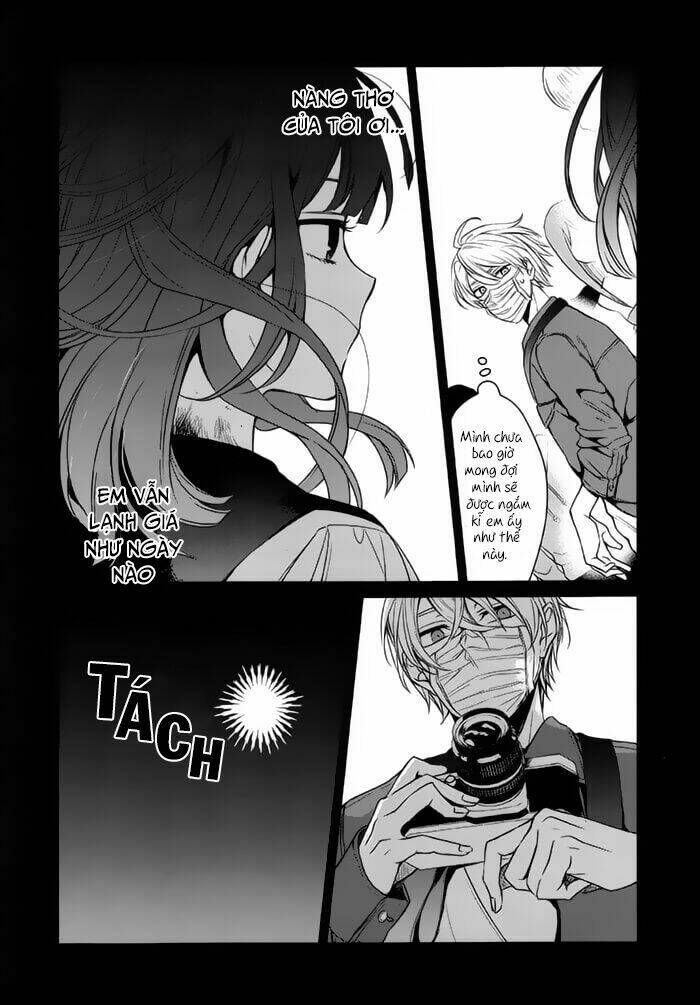 NÀNG THƠ
CỦA TÔI ƠI...
Mình chưa
bao giờ
mong đợi
mình sẽ
được ngắm
kĩ em ấy
như thế
này.
EM VẪN
LẠNH GIÁ
NHƯ NGÀY
NÀO
TÁCH